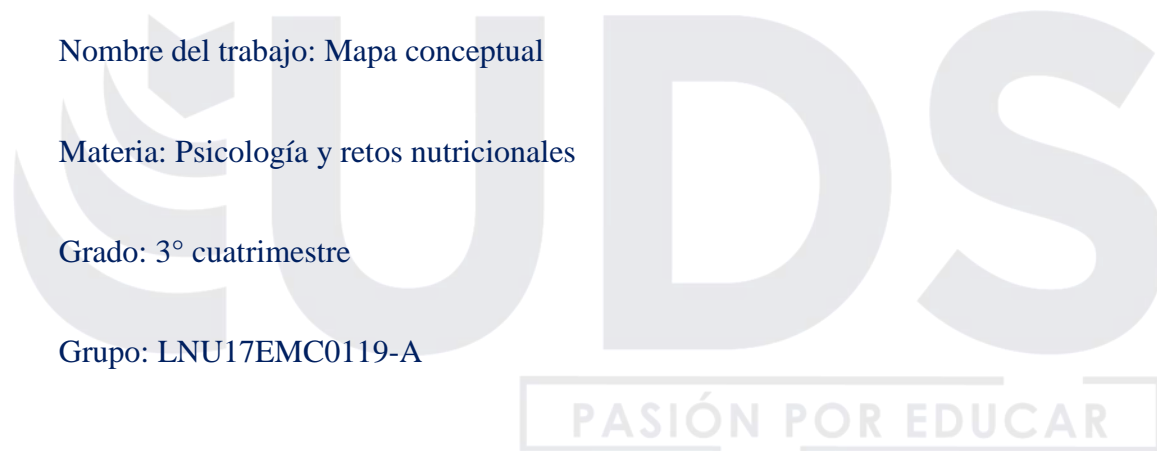 Nombre del trabajo: Mapa conceptual
Materia: Psicología y retos nutricionales
Grado: 3° cuatrimestre
Grupo: LNU17EMC0119-A
UDS
PASIÓN POR EDUCAR